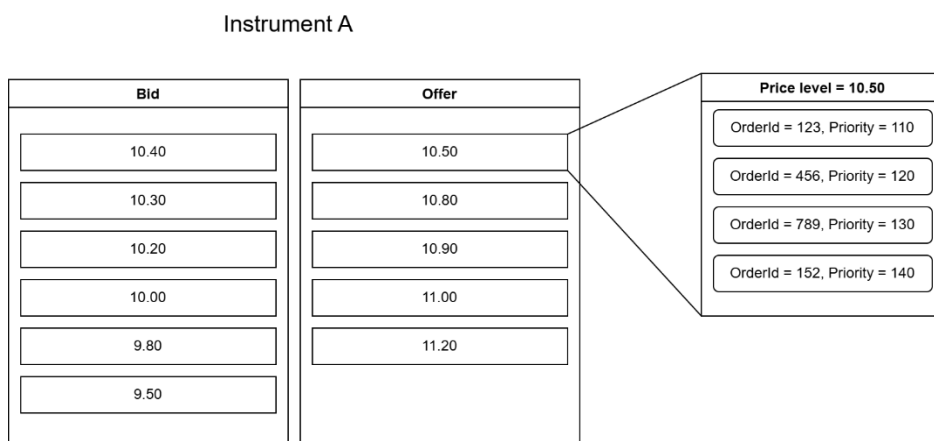 Instrument A
Bid
10.40
10.30
10.20
10.00
9.80
9.50
Offer
10.50
10.80
10.90
11.00
11.20
Price level = 10.50
OrderId = 123, Priority = 110
OrderId = 456, Priority = 120
OrderId = 789, Priority = 130
OrderId = 152, Priority = 140